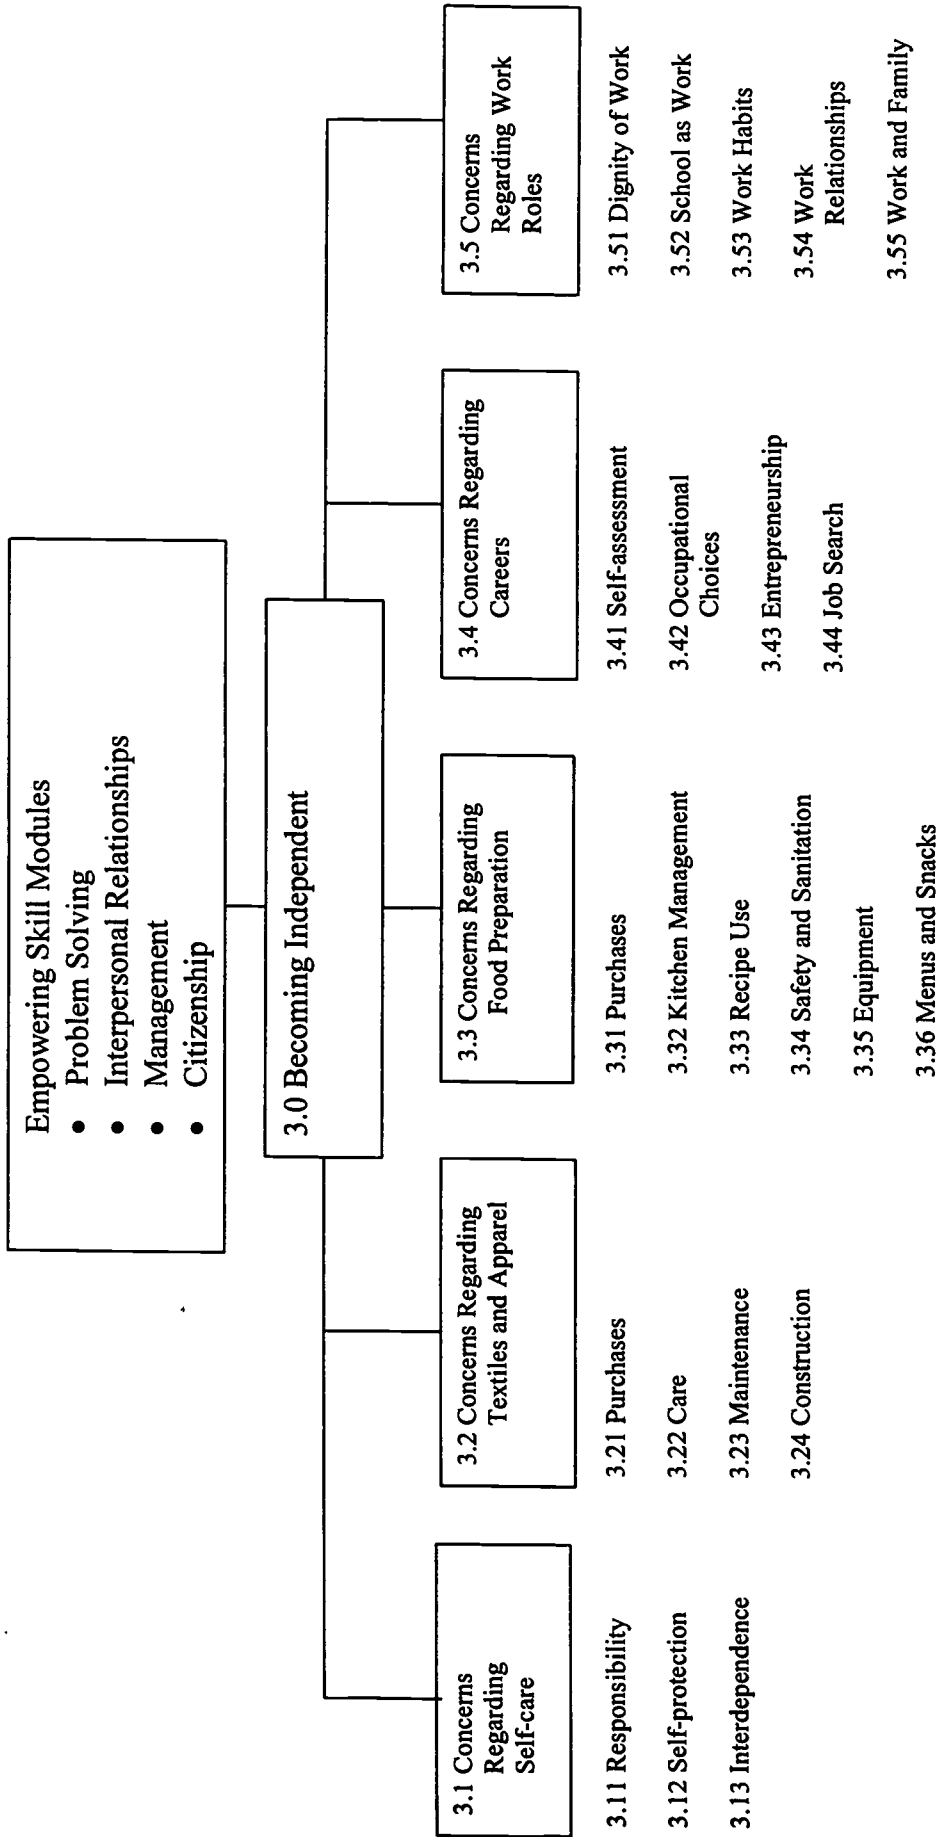 Empowering Skill Modules
• Problem Solving
• Interpersonal Relationships
• Management
• Citizenship
3.0 Becoming Independent
3.1 Concerns
Regarding
Self-care
3.11 Responsibility
3.12 Self-protection
3.13 Interdependence
3.2 Concerns Regarding
Textiles and Apparel
3.21 Purchases
3.22 Care
3.23 Maintenance
3.24 Construction
3.3 Concerns Regarding
Food Preparation
3.31 Purchases
3.32 Kitchen Management
3.33 Recipe Use
3.34 Safety and Sanitation
3.35 Equipment
3.36 Menus and Snacks
3.4 Concerns Regarding
Careers
3.41 Self-assessment
3.42 Occupational
Choices
3.43 Entrepreneurship
3.44 Job Search
3.5 Concerns
Regarding Work
Roles
3.51 Dignity of Work
3.52 School as Work
3.53 Work Habits
3.54 Work
Relationships
3.55 Work and Family